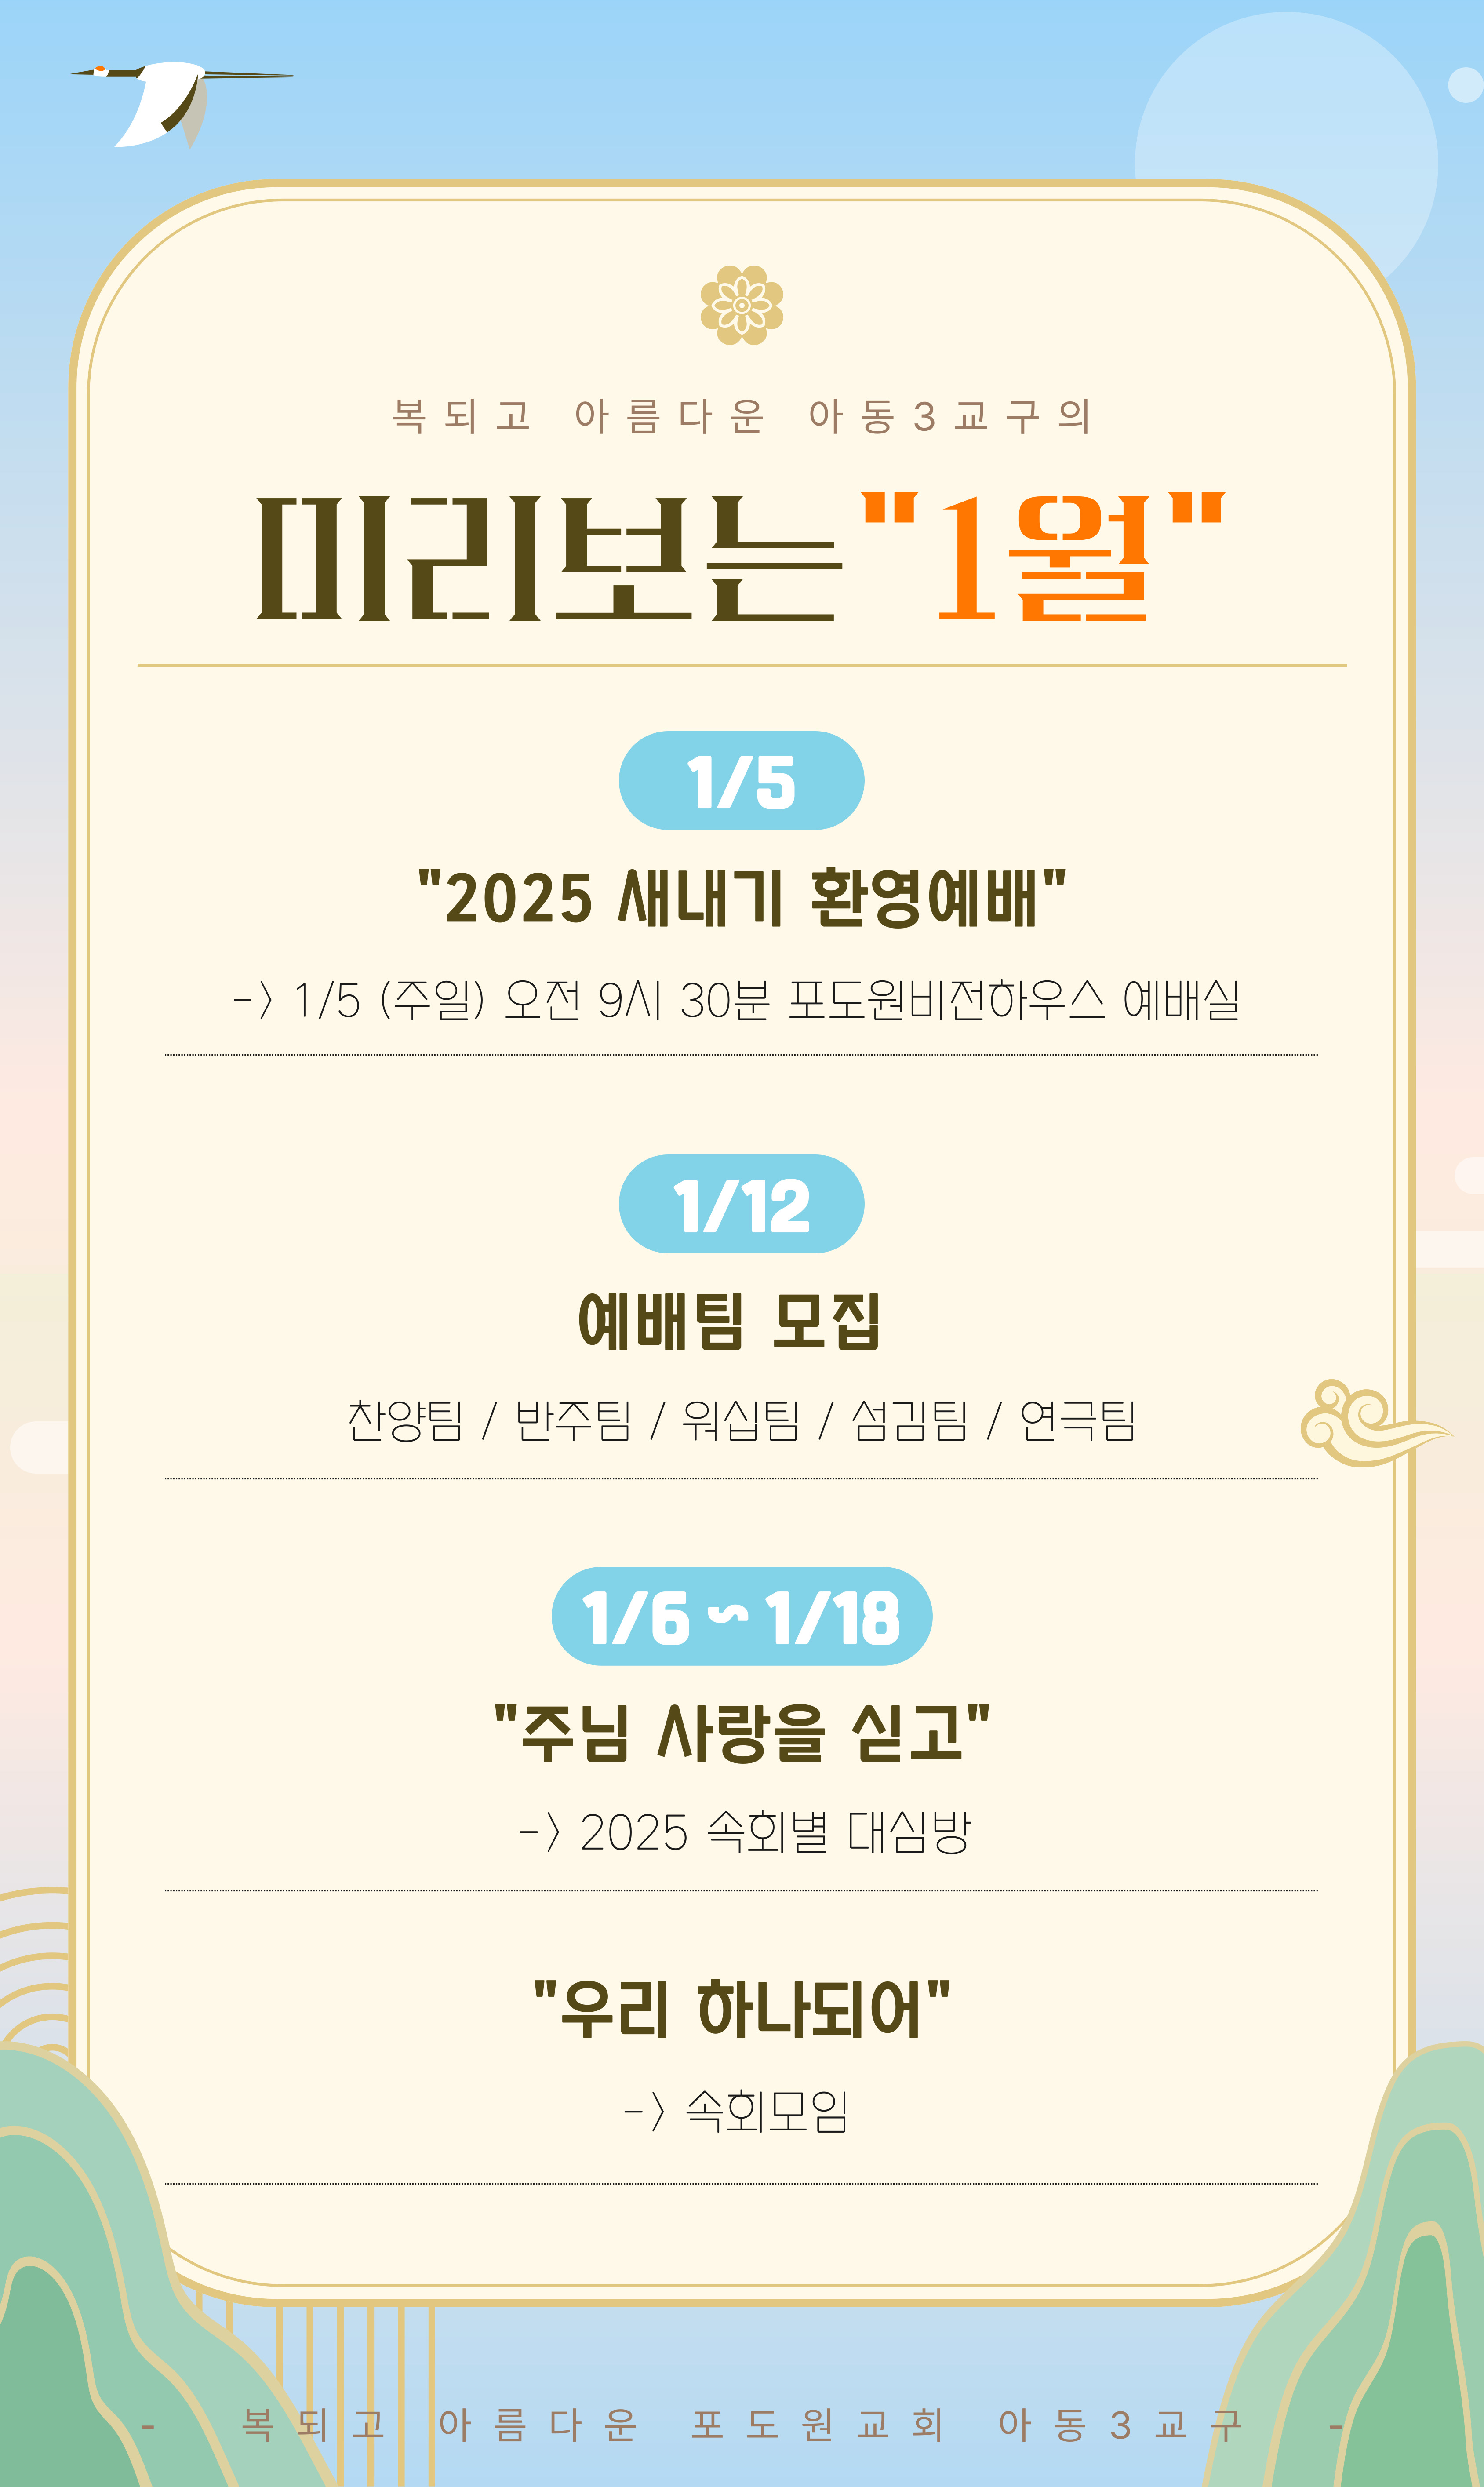 복되고 아름다운 아동3교구의
미리보는"1월"
1/5
"2025 새내기 환영예배"
-> 1/5 (주일) 오전 9시 30분 포도원비전하우스 예배실
1/12
예배팀 모집
찬양팀 / 반주팀 / 워십팀 / 섬김팀 / 연극팀
1/6 ~ 1/18
"주님 사랑을 싣고"
-> 2025 속회별 대심방
"우리 하나되어"
-> 속회모임
- 복되고 아름다운 포도원교회 아동3교구 -